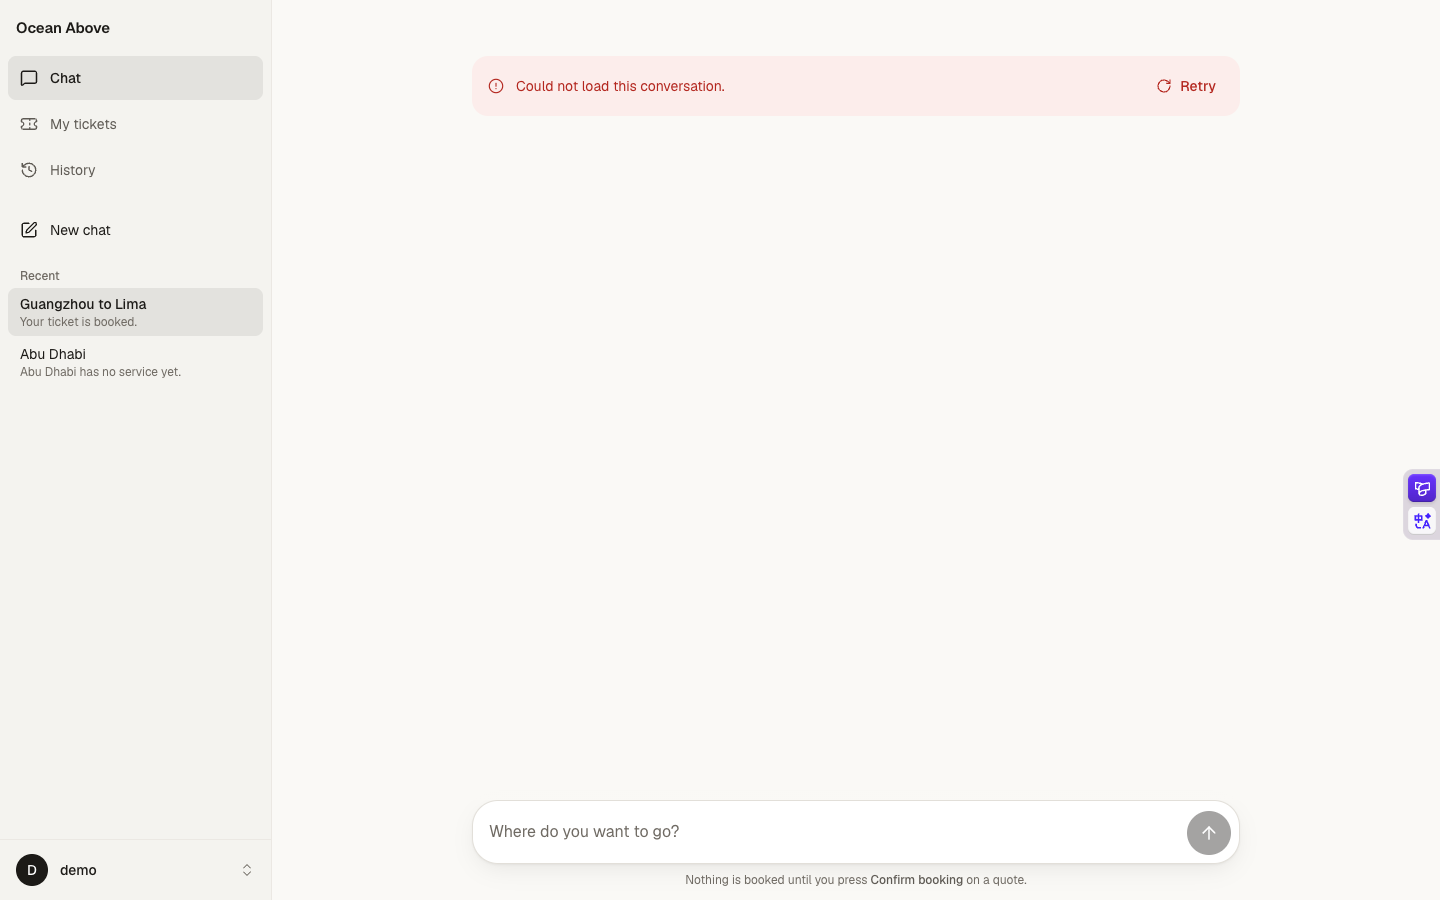 Ocean Above
Chat
My tickets
History
New chat
Recent
Guangzhou to Lima
Your ticket is booked.
Abu Dhabi
Abu Dhabi has no service yet.
D demo
Could not load this conversation. Retry
中A
Where do you want to go?
Nothing is booked until you press Confirm booking on a quote.